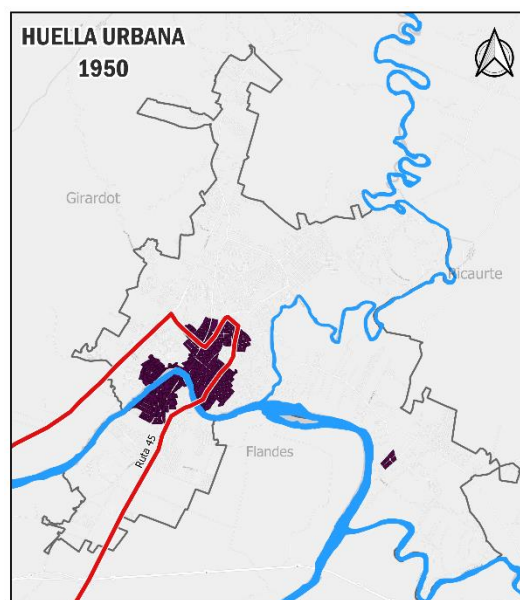 HUELLA URBANA
1950
Girardot
Ricaurte
Flandes
Ruta 45